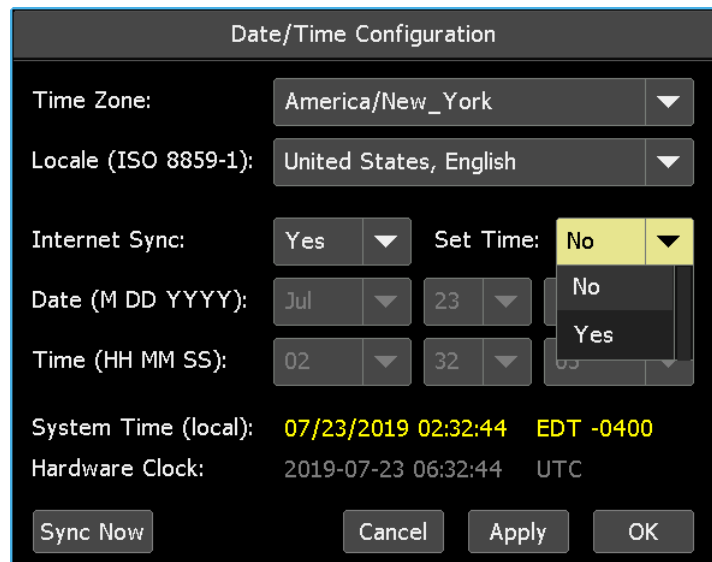 Date/Time Configuration
Time Zone: America/New_York
Locale (ISO 8859-1): United States, English
Internet Sync: Yes Set Time: No
No
Date (M DD YYYY): Jul 23
Yes
Time (HH MM SS): 02 32
System Time (local): 07/23/2019 02:32:44 EDT -0400
Hardware Clock: 2019-07-23 06:32:44 UTC
Sync Now Cancel Apply OK